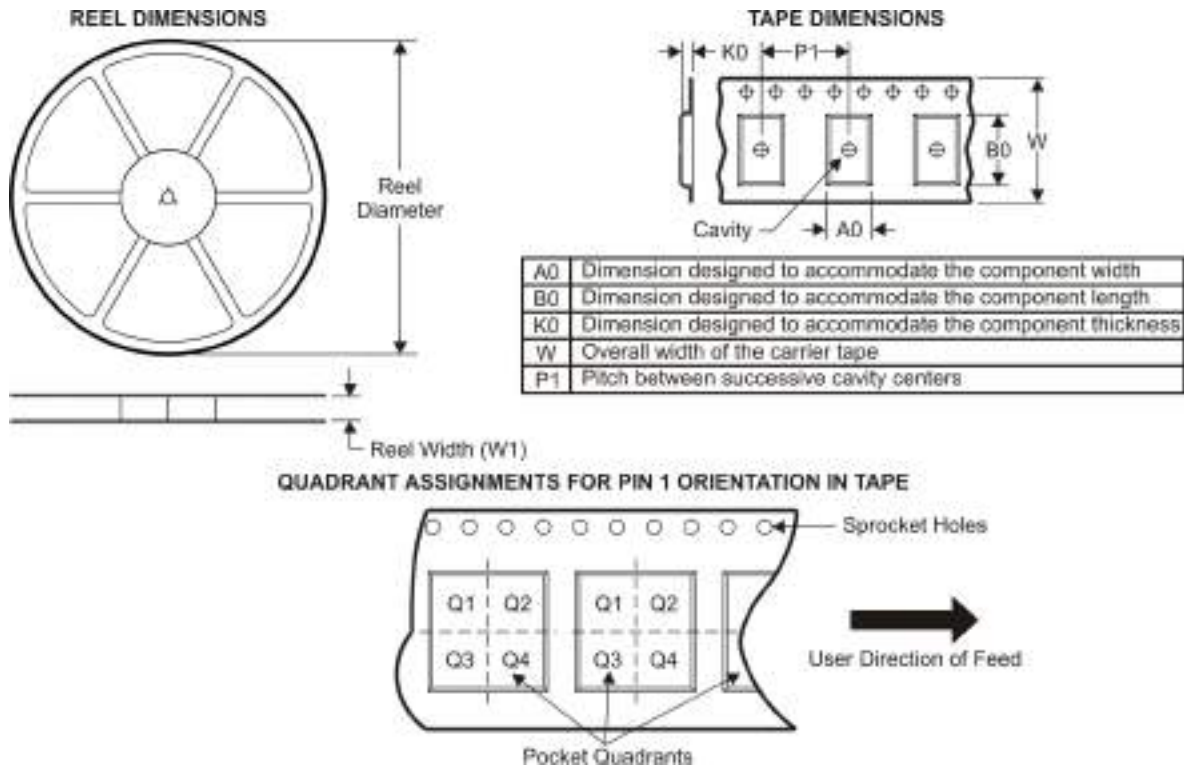 REEL DIMENSIONS
Reel
Diameter
Reel Width (W1)
TAPE DIMENSIONS
K0
P1
W
B0
Cavity
A0
A0 Dimension designed to accommodate the component width
B0 Dimension designed to accommodate the component length
K0 Dimension designed to accommodate the component thickness
W Overall width of the carrier tape
P1 Pitch between successive cavity centers
QUADRANT ASSIGNMENTS FOR PIN 1 ORIENTATION IN TAPE
Sprocket Holes
Q1 Q2 Q1 Q2
Q3 Q4 Q3 Q4
User Direction of Feed
Pocket Quadrants